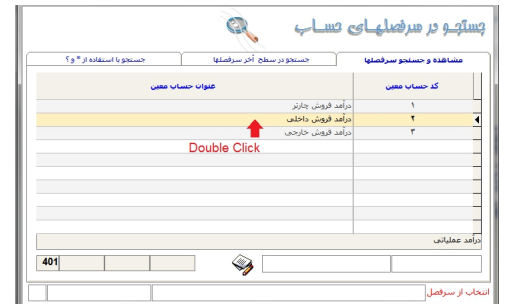 جستجو در سرفصلهای حساب
مشاهده و جستجو سرفصلها
جستجو در سطح آخر سرفصلها
جستجو با استفاده از * و ؟
کد حساب معین
عنوان حساب معین
۱ درآمد فروش چارتر
۲ درآمد فروش داخلی
۳ درآمد فروش خارجی
Double Click
درآمد عملیاتی
401
انتخاب از سرفصل